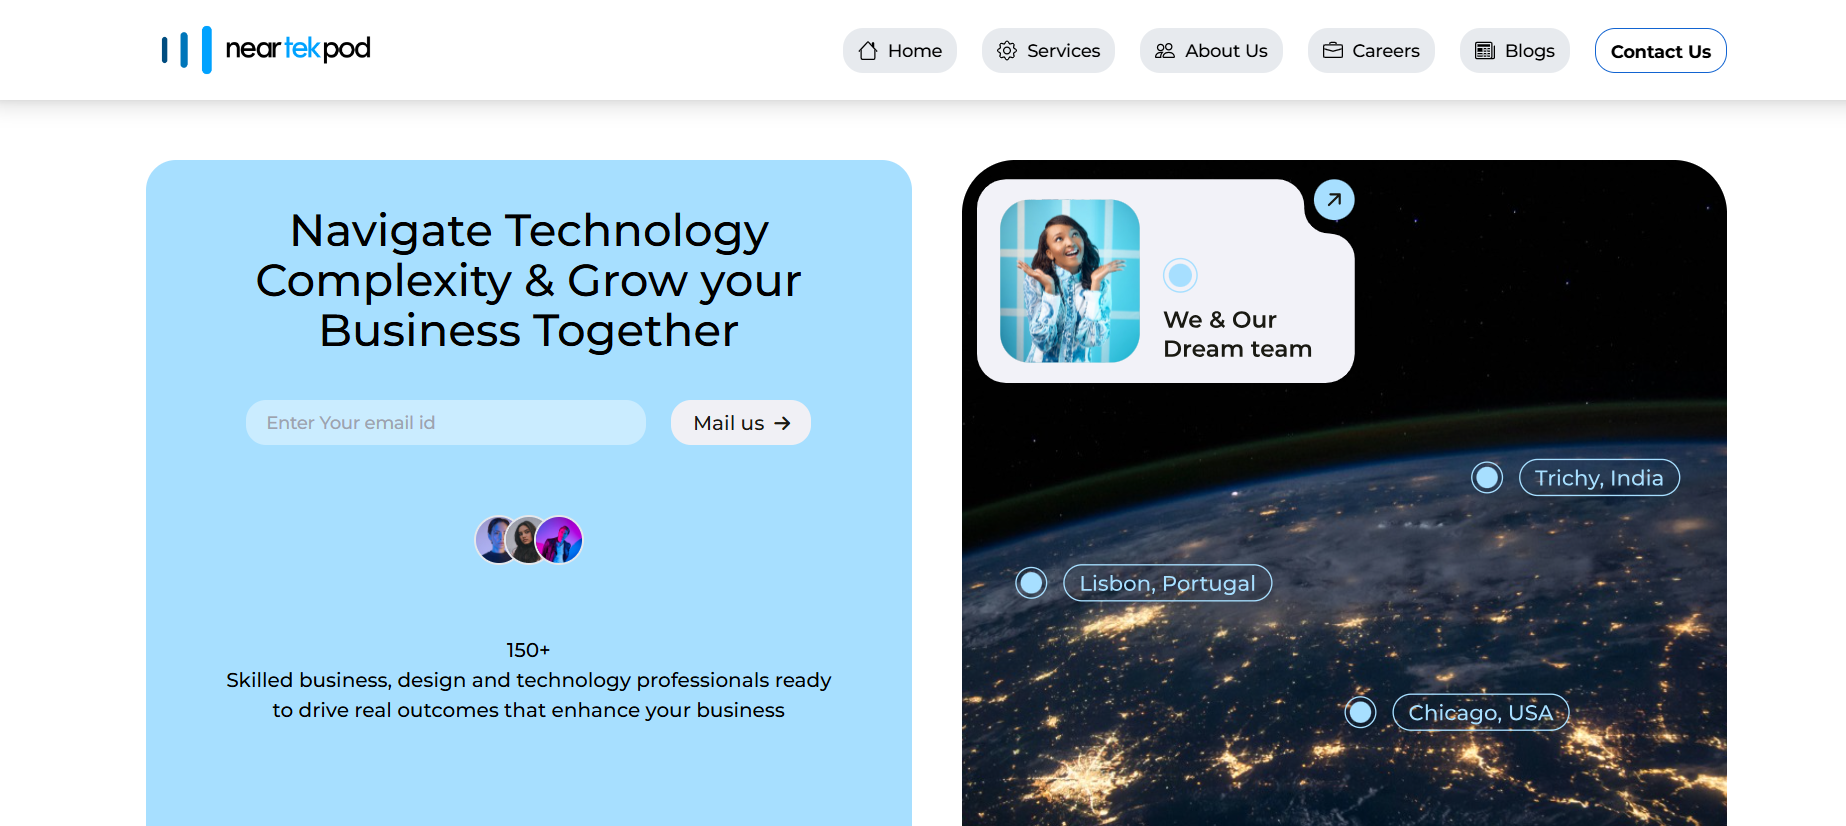 neartekpod
Home
Services
About Us
Careers
Blogs
Contact Us
Navigate Technology
Complexity & Grow your
Business Together
Enter Your email id
Mail us
150+
Skilled business, design and technology professionals ready
to drive real outcomes that enhance your business
We & Our
Dream team
Trichy, India
Lisbon, Portugal
Chicago, USA